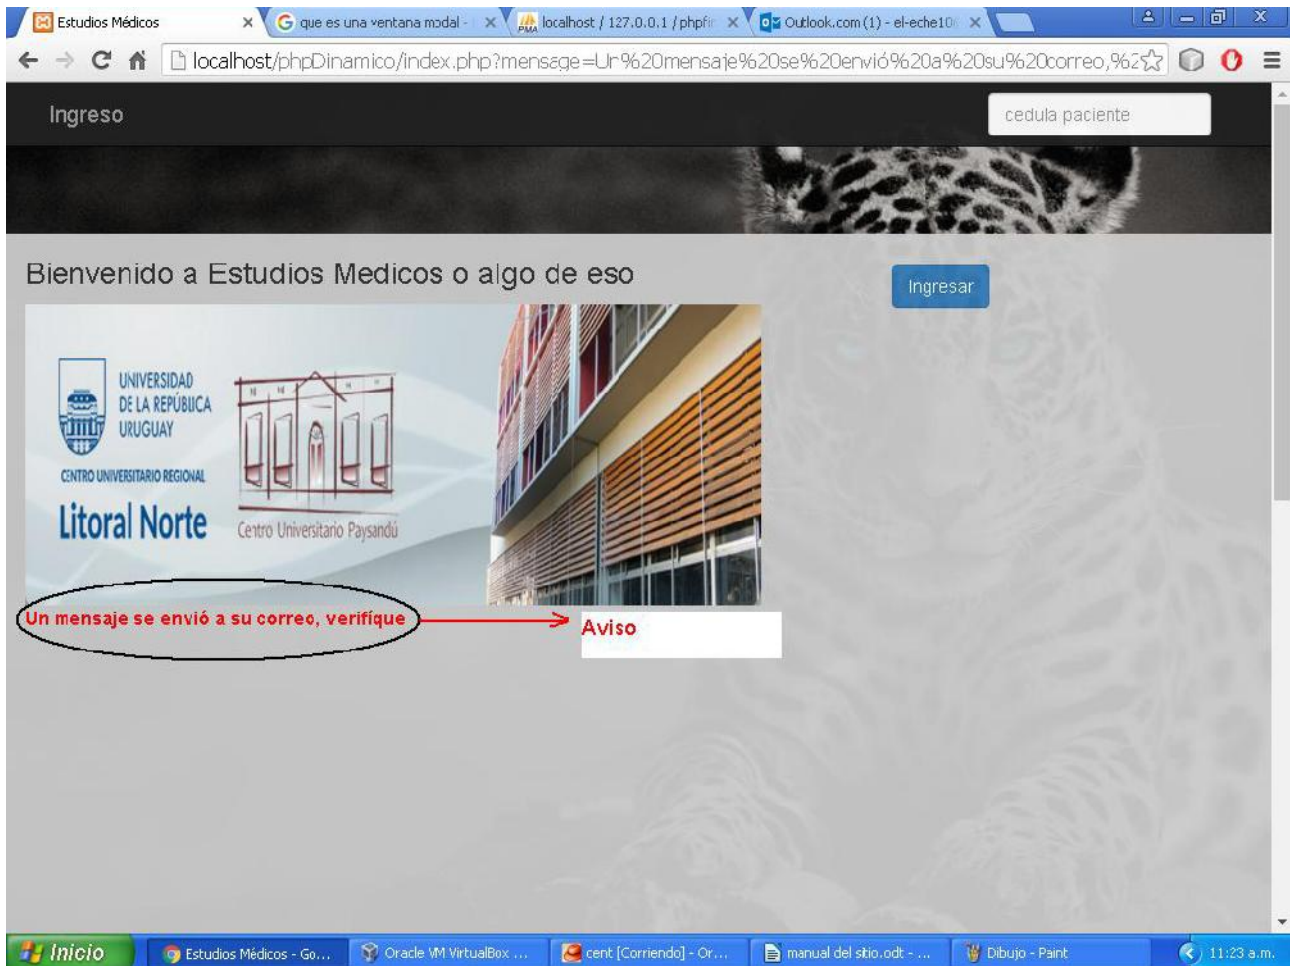 Estudios Médicos
que es una ventana modal -
localhost / 127.0.0.1 / phpfin
Outlook.com (1) - el-eche10
localhost/phpDinamico/index.php?mensage=Un%20mensaje%20se%20envió%20a%20su%20correo,%2
Ingreso
cedula paciente
Bienvenido a Estudios Medicos o algo de eso
Ingresar
UNIVERSIDAD
DE LA REPÚBLICA
URUGUAY
CENTRO UNIVERSITARIO REGIONAL
Litoral Norte
Centro Universitario Paysandú
Un mensaje se envió a su correo, verifíque
Aviso
Inicio
Estudios Médicos - Go...
Oracle VM VirtualBox ...
cent [Corriendo] - Or...
manual del sitio.odt - ...
Dibujo - Paint
11:23 a.m.